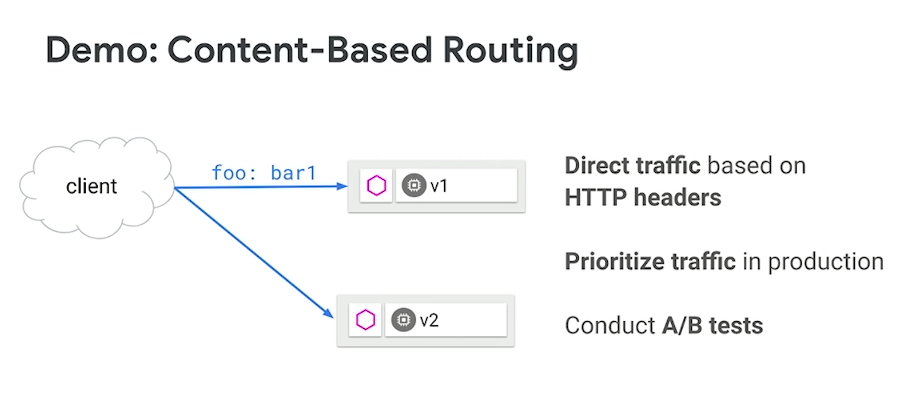 Demo: Content-Based Routing
client
foo: bar1
v1
v2
Direct traffic based on
HTTP headers
Prioritize traffic in production
Conduct A/B tests